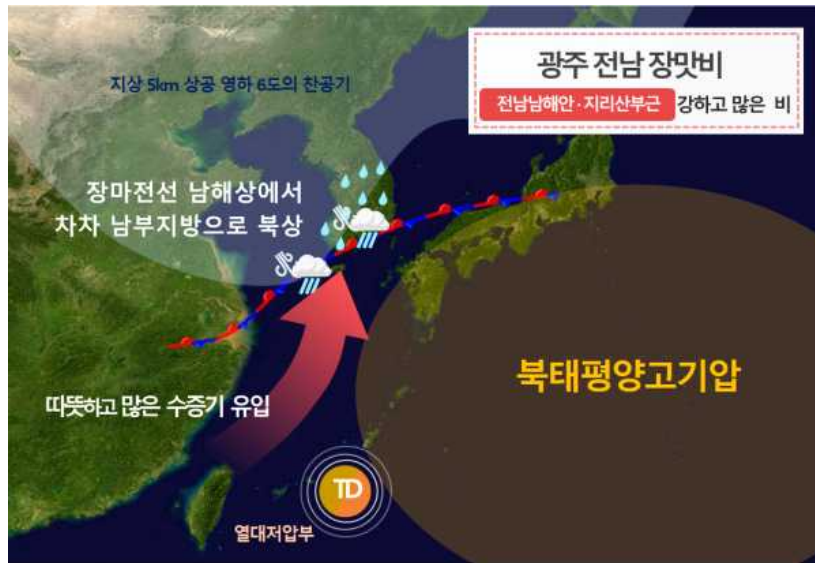 광주 전남 장맛비
전남남해안·지리산부근 강하고 많은 비
지상 5km 상공 영하 6도의 찬공기
장마전선 남해상에서
차차 남부지방으로 북상
북태평양고기압
따뜻하고 많은 수증기 유입
TD
열대저압부